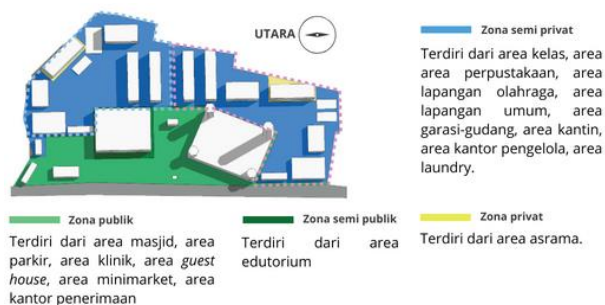 UTARA
Zona semi privat
Terdiri dari area kelas, area
area perpustakaan, area
lapangan olahraga, area
lapangan umum, area
garasi-gudang, area kantin,
area kantor pengelola, area
laundry.
Zona publik
Terdiri dari area masjid, area
parkir, area klinik, area guest
house, area minimarket, area
kantor penerimaan
Zona semi publik
Terdiri dari area
edutorium
Zona privat
Terdiri dari area asrama.